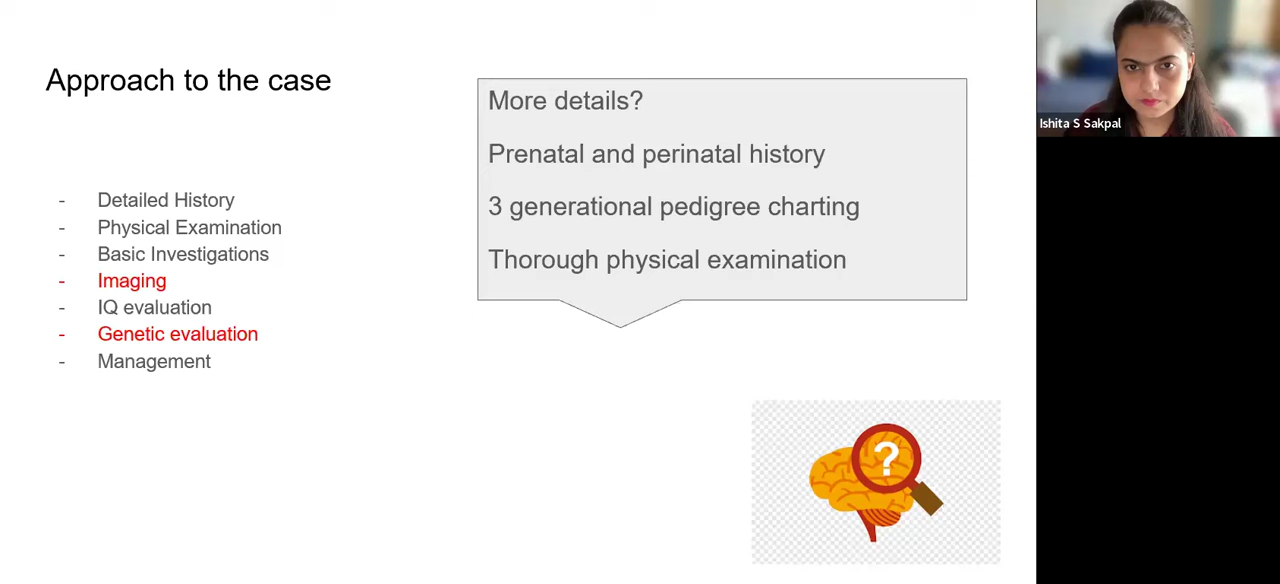 Approach to the case
- Detailed History
- Physical Examination
- Basic Investigations
- Imaging
- IQ evaluation
- Genetic evaluation
- Management
More details?
Prenatal and perinatal history
3 generational pedigree charting
Thorough physical examination
?
Ishita S Sakpal